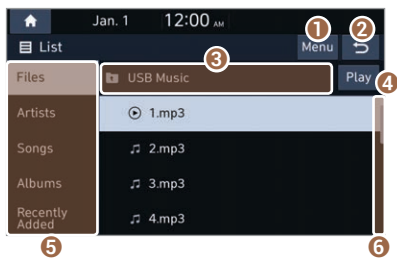 Jan. 1 12:00 AM
1 2
List Menu
3
Files USB Music Play
4
Artists 1.mp3
Songs 2.mp3
Albums 3.mp3
Recently
Added 4.mp3
5 6